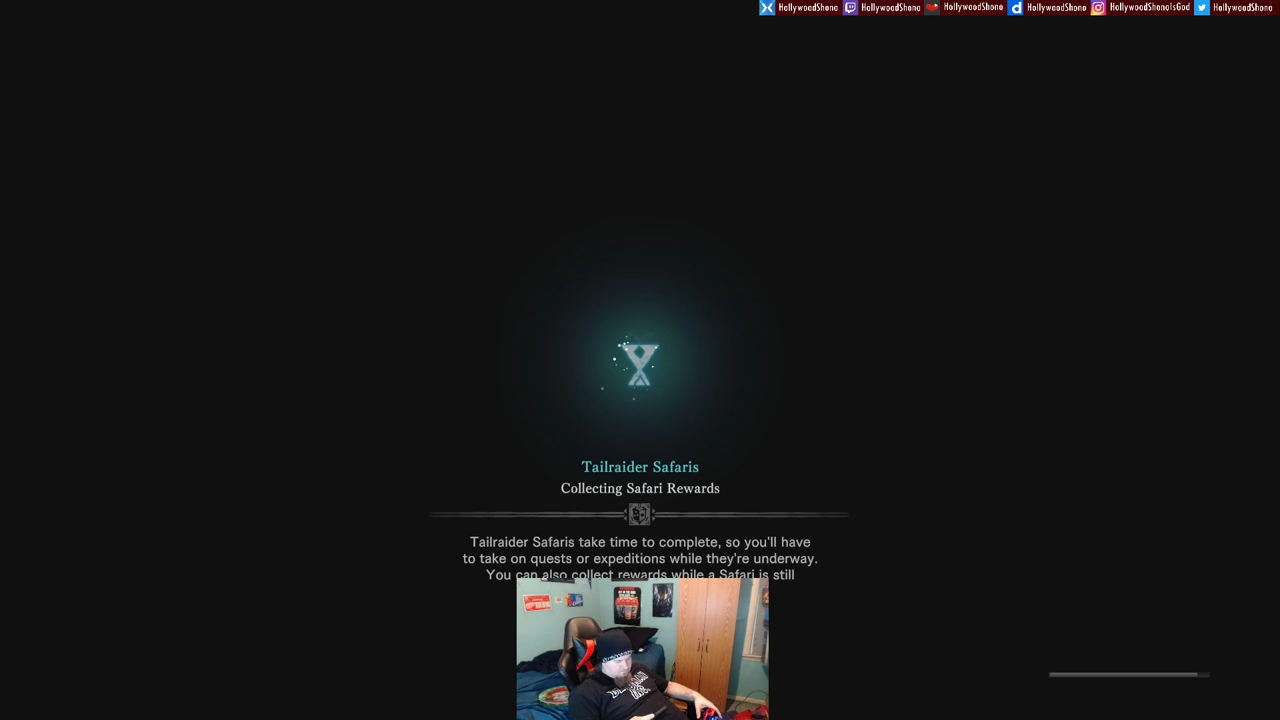 HollywoodShono HollywoodShono HollywoodShono HollywoodShono HollywoodShonoIsGod HollywoodShono
Tailraider Safaris
Collecting Safari Rewards
Tailraider Safaris take time to complete, so you'll have
to take on quests or expeditions while they're underway.
You can also collect rewards while a Safari is still